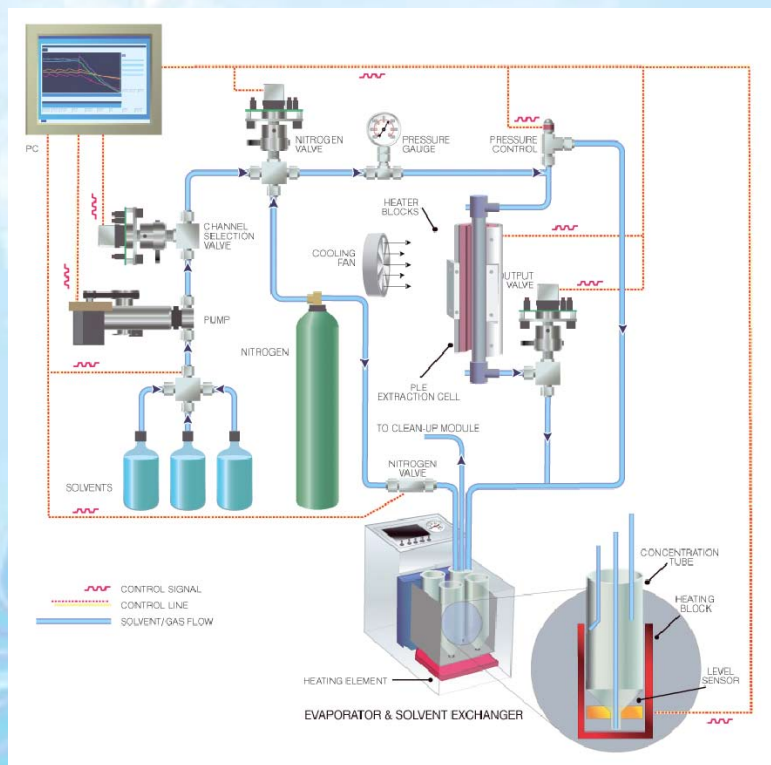 PC
NITROGEN
VALVE
PRESSURE
GAUGE
PRESSURE
CONTROL
CHANNEL
SELECTION
VALVE
HEATER
BLOCKS
COOLING
FAN
OUTPUT
VALVE
PUMP
NITROGEN
PLE
EXTRACTION CELL
TO CLEAN-UP MODULE
NITROGEN
VALVE
SOLVENTS
CONTROL SIGNAL
CONTROL LINE
SOLVENT/GAS FLOW
HEATING ELEMENT
EVAPORATOR & SOLVENT EXCHANGER
CONCENTRATION
TUBE
HEATING
BLOCK
LEVEL
SENSOR